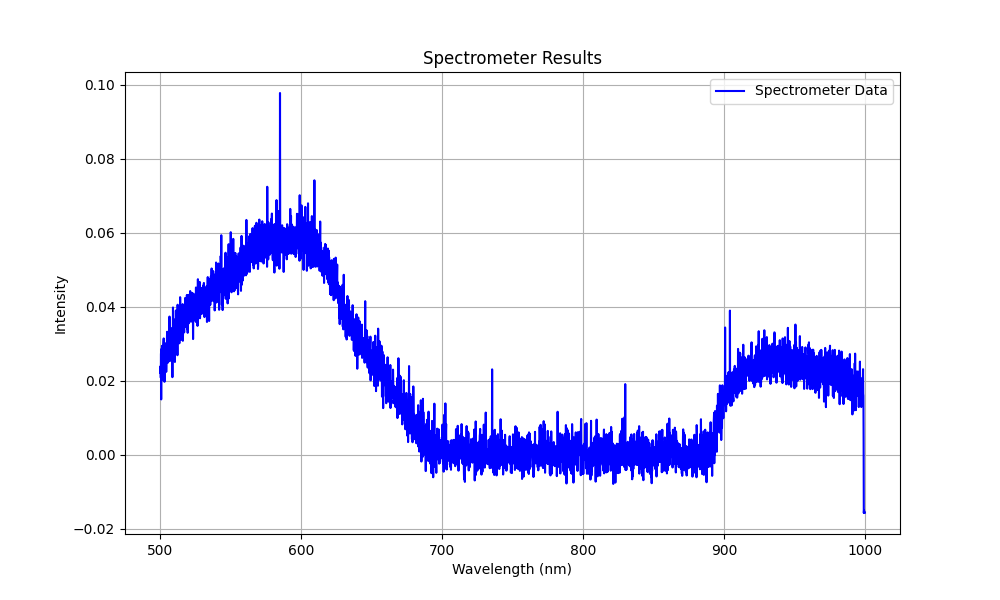 Spectrometer Results
Spectrometer Data
0.10
0.08
0.06
0.04
0.02
0.00
−0.02
Intensity
500 600 700 800 900 1000
Wavelength (nm)